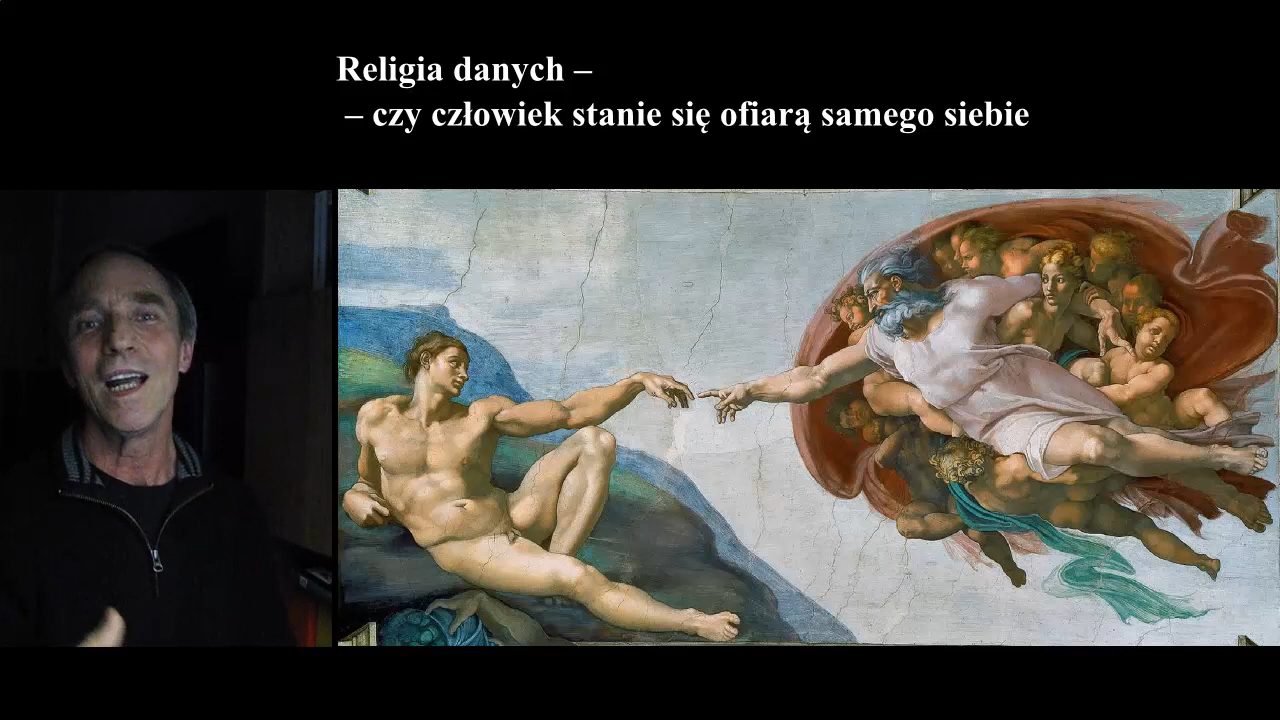 Religia danych –
– czy człowiek stanie się ofiarą samego siebie